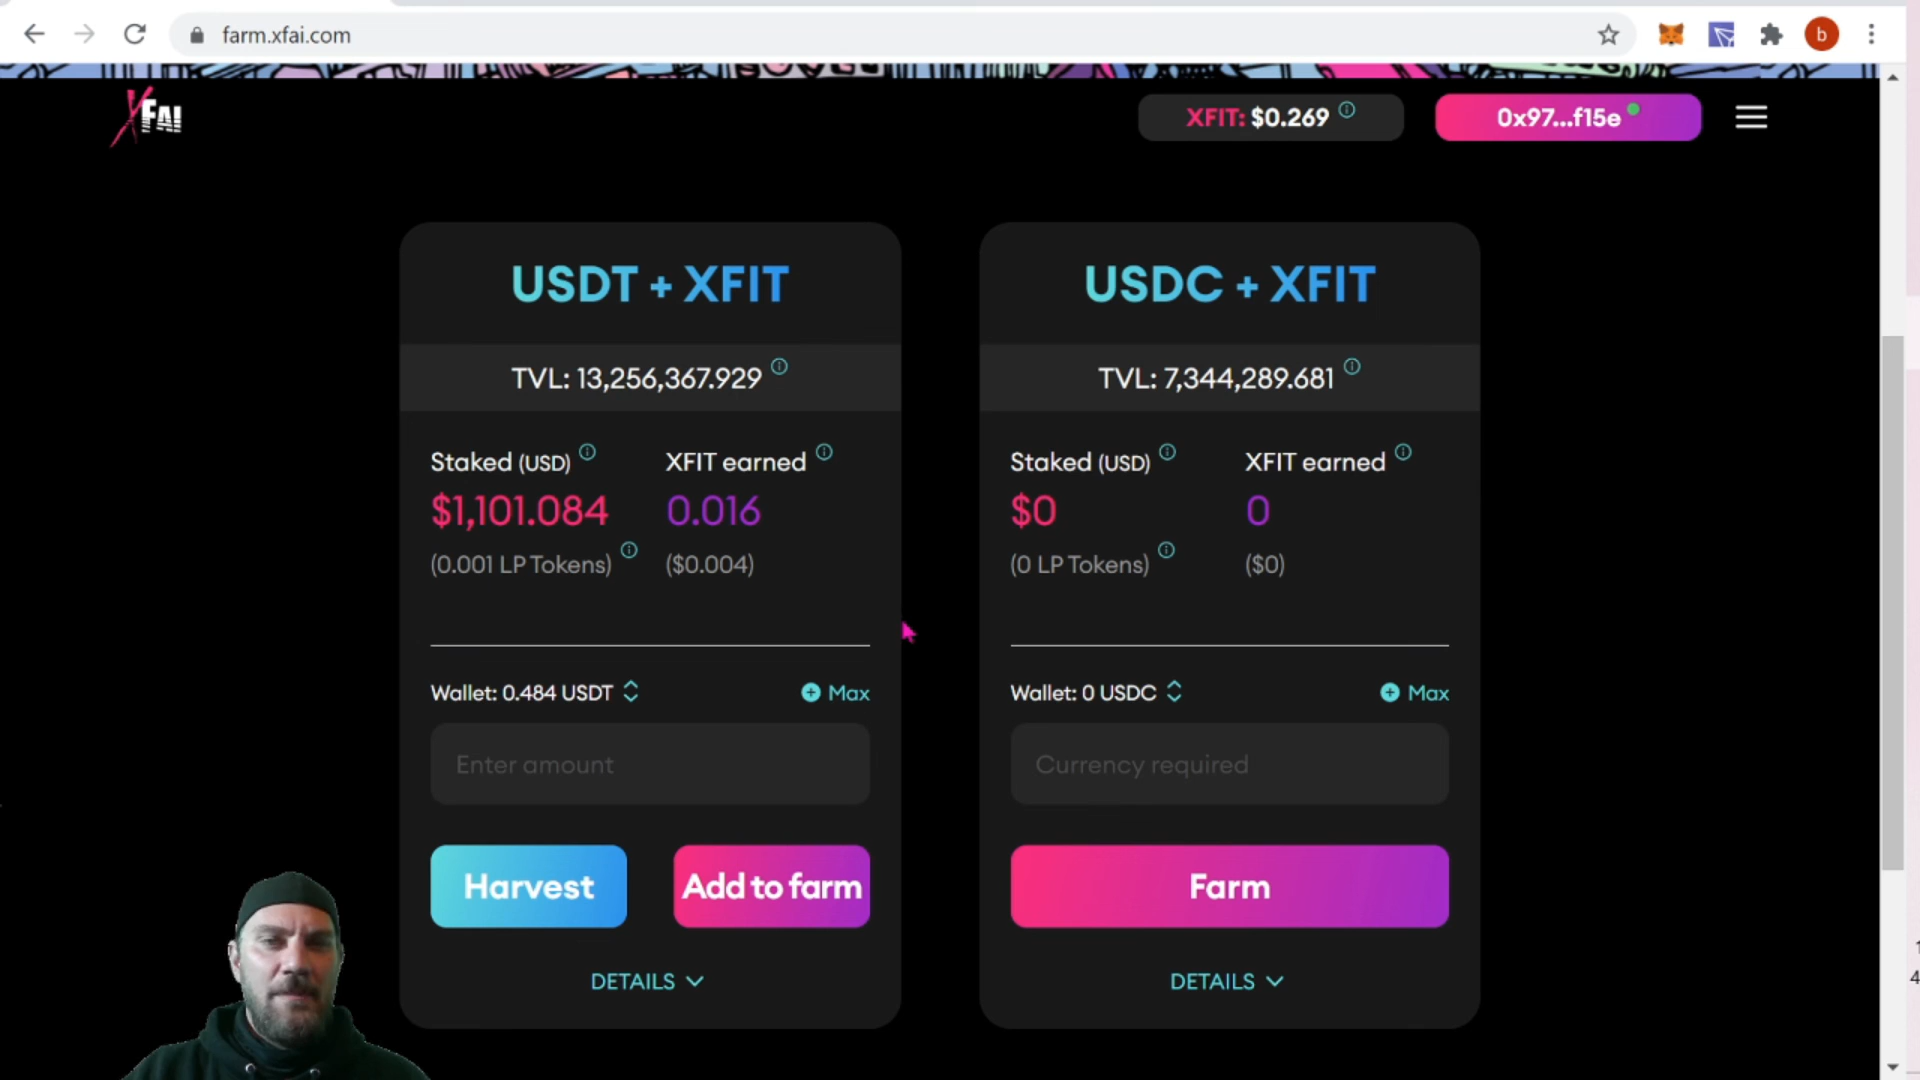 farm.xfai.com
b
XFAI
XFIT: $0.269
0x97...f15e
USDT + XFIT
TVL: 13,256,367.929
Staked (USD)
XFIT earned
$1,101.084
0.016
(0.001 LP Tokens)
($0.004)
Wallet: 0.484 USDT
Max
Enter amount
Harvest
Add to farm
DETAILS
USDC + XFIT
TVL: 7,344,289.681
Staked (USD)
XFIT earned
$0
0
(0 LP Tokens)
($0)
Wallet: 0 USDC
Max
Currency required
Farm
DETAILS